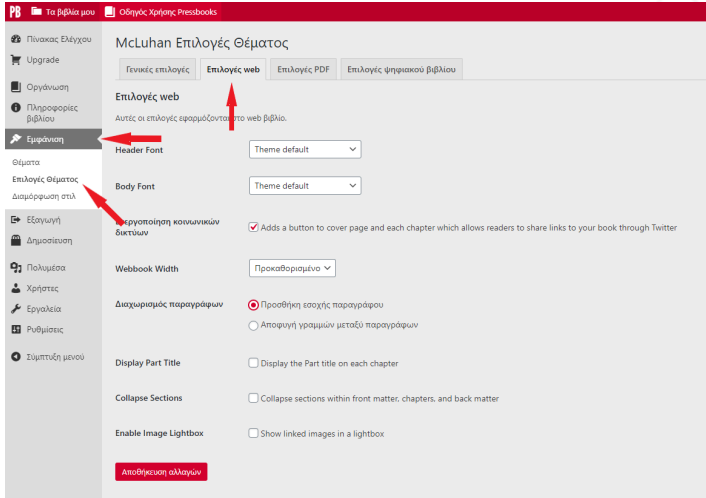 PB Τα βιβλία μου Οδηγός Χρήσης Pressbooks
Πίνακας Ελέγχου
Upgrade
Οργάνωση
Πληροφορίες
βιβλίου
Εμφάνιση
Θέματα
Επιλογές Θέματος
Διαμόρφωση στιλ
Εξαγωγή
Δημοσίευση
Πολυμέσα
Χρήστες
Εργαλεία
Ρυθμίσεις
Σύμπτυξη μενού
McLuhan Επιλογές Θέματος
Γενικές επιλογές Επιλογές web Επιλογές PDF Επιλογές ψηφιακού βιβλίου
Επιλογές web
Αυτές οι επιλογές εφαρμόζονται στο web βιβλίο.
Header Font Theme default
Body Font Theme default
Ενεργοποίηση κοινωνικών
δικτύων Adds a button to cover page and each chapter which allows readers to share links to your book through Twitter
Webbook Width Προκαθορισμένο
Διαχωρισμός παραγράφων Προσθήκη εσοχής παραγράφου
Αποφυγή γραμμών μεταξύ παραγράφων
Display Part Title Display the Part title on each chapter
Collapse Sections Collapse sections within front matter, chapters, and back matter
Enable Image Lightbox Show linked images in a lightbox
Αποθήκευση αλλαγών